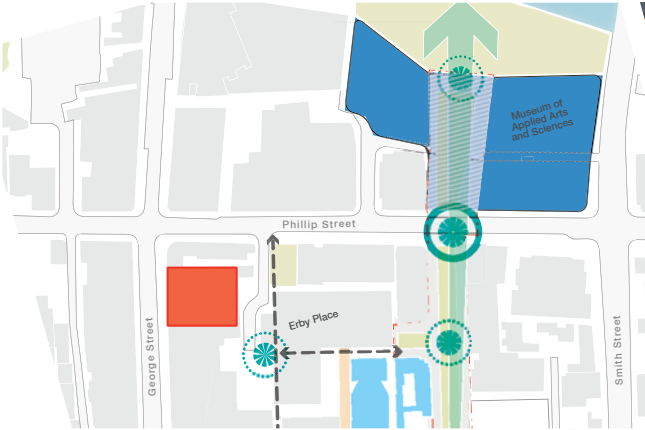 Museum of
Applied Arts
and Sciences
Phillip Street
Erby Place
George Street
Smith Street